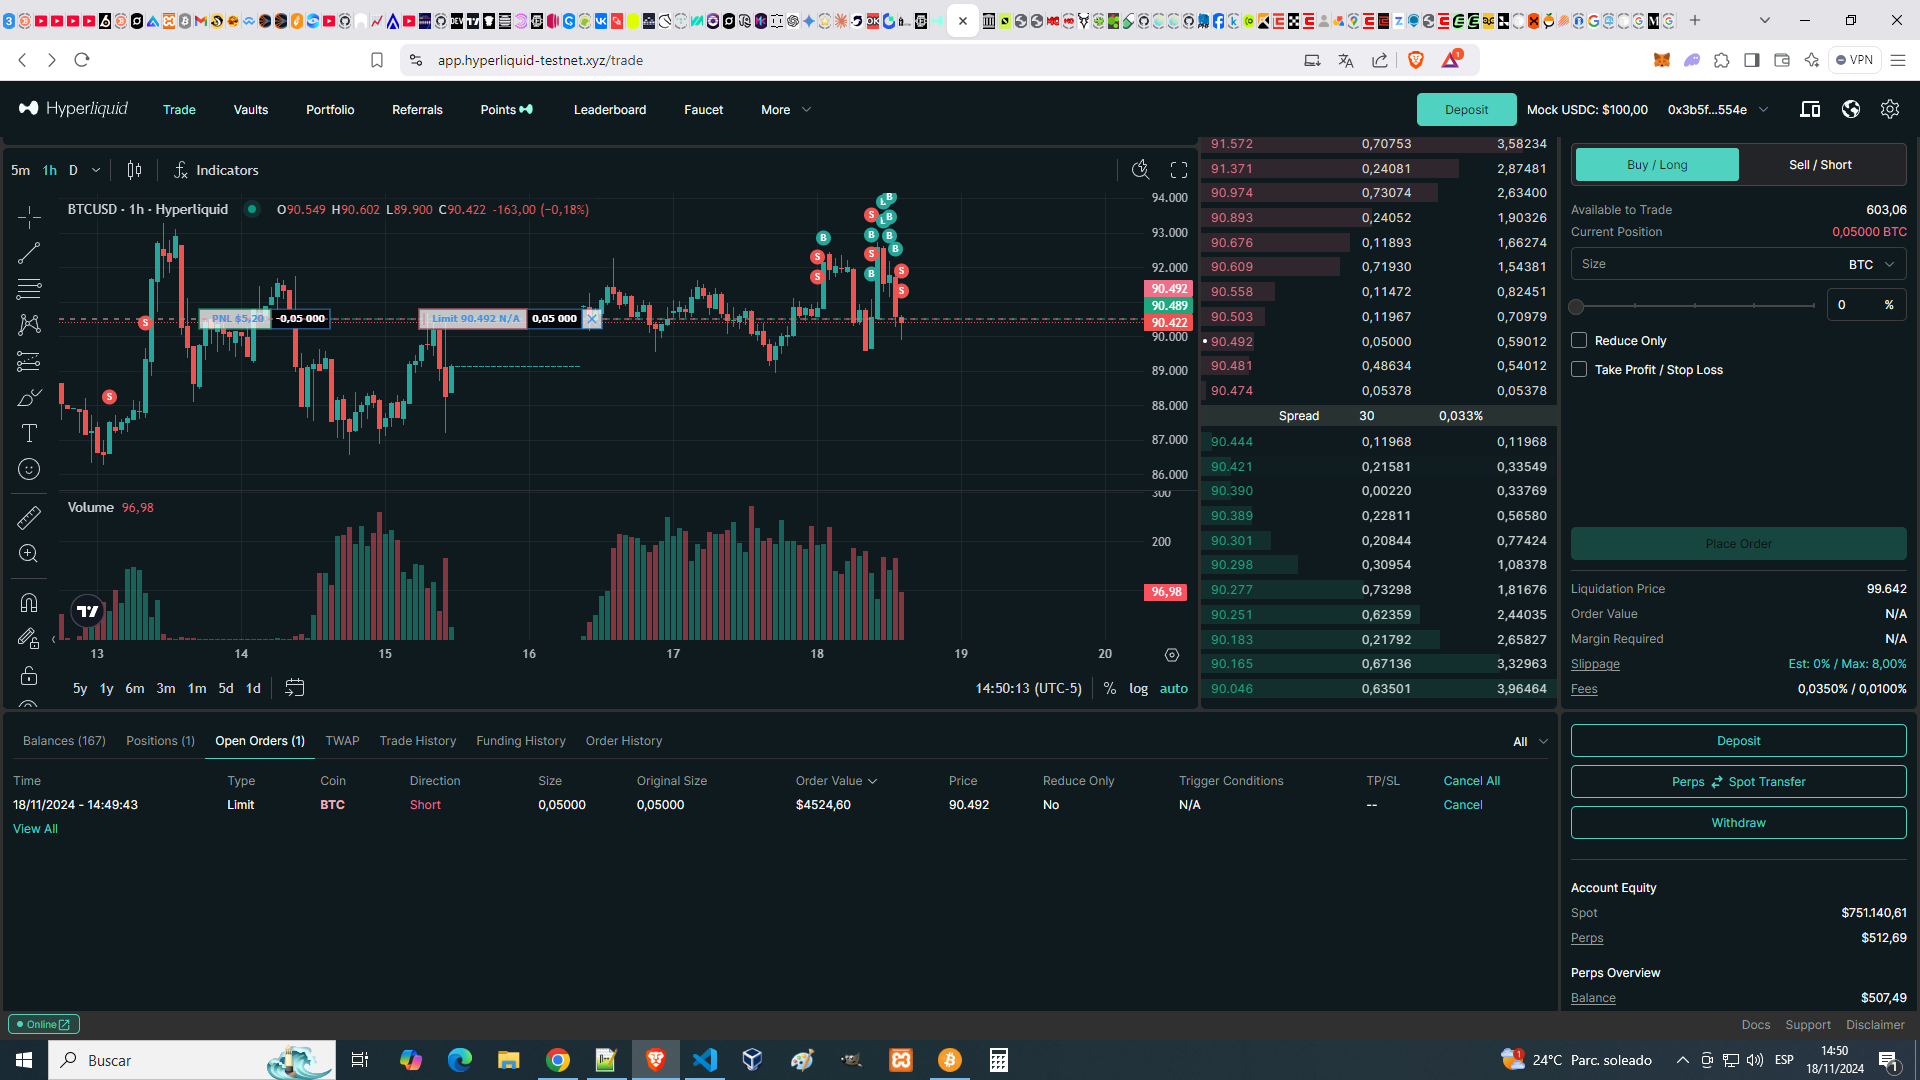 app.hyperliquid-testnet.xyz/trade
1
VPN
Hyperliquid
Trade
Vaults
Portfolio
Referrals
Points
Leaderboard
Faucet
More
Deposit
Mock USDC: $100,00
0x3b5f...554e
5m 1h D
Indicators
BTCUSD · 1h · Hyperliquid
O90.549 H90.602 L89.900 C90.422 -163,00 (−0,18%)
94.000
93.000
92.000
90.492
90.489
90.422
90.000
89.000
88.000
87.000
86.000
PNL $5,20 -0,05 000
Limit 90.492 N/A 0,05 000
Volume 96,98
300
200
96,98
13 14 15 16 17 18 19 20
5y 1y 6m 3m 1m 5d 1d
14:50:13 (UTC-5)
% log auto
91.572 0,70753 3,58234
91.371 0,24081 2,87481
90.974 0,73074 2,63400
90.893 0,24052 1,90326
90.676 0,11893 1,66274
90.609 0,71930 1,54381
90.558 0,11472 0,82451
90.503 0,11967 0,70979
90.492 0,05000 0,59012
90.481 0,48634 0,54012
90.474 0,05378 0,05378
Spread 30 0,033%
90.444 0,11968 0,11968
90.421 0,21581 0,33549
90.390 0,00220 0,33769
90.389 0,22811 0,56580
90.301 0,20844 0,77424
90.298 0,30954 1,08378
90.277 0,73298 1,81676
90.251 0,62359 2,44035
90.183 0,21792 2,65827
90.165 0,67136 3,32963
90.046 0,63501 3,96464
Buy / Long
Sell / Short
Available to Trade 603,06
Current Position 0,05000 BTC
Size BTC
0 %
Reduce Only
Take Profit / Stop Loss
Place Order
Liquidation Price 99.642
Order Value N/A
Margin Required N/A
Slippage Est: 0% / Max: 8,00%
Fees 0,0350% / 0,0100%
Balances (167)
Positions (1)
Open Orders (1)
TWAP
Trade History
Funding History
Order History
All
Time Type Coin Direction Size Original Size Order Value Price Reduce Only Trigger Conditions TP/SL Cancel All
18/11/2024 - 14:49:43 Limit BTC Short 0,05000 0,05000 $4524,60 90.492 No N/A -- Cancel
View All
Deposit
Perps Spot Transfer
Withdraw
Account Equity
Spot $751.140,61
Perps $512,69
Perps Overview
Balance $507,49
Online
Docs
Support
Disclaimer
Buscar
24°C Parc. soleado
ESP
14:50
18/11/2024
1